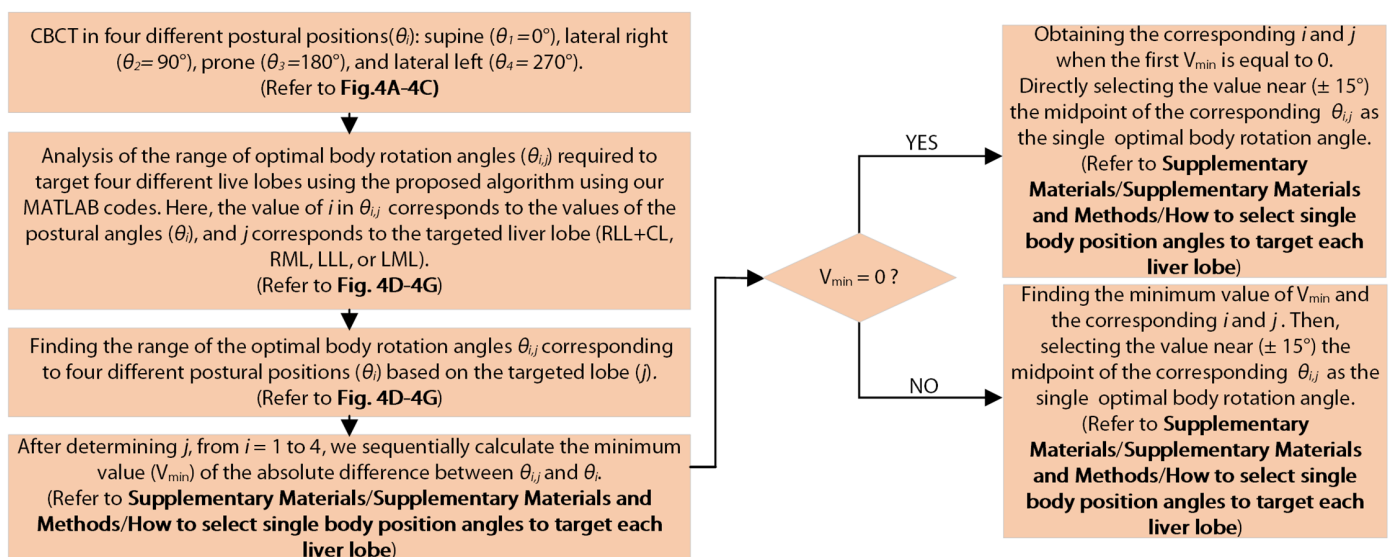 CBCT in four different postural positions(θi): supine (θ1=0°), lateral right
(θ2= 90°), prone (θ3=180°), and lateral left (θ4= 270°).
(Refer to Fig.4A-4C)
Analysis of the range of optimal body rotation angles (θi,j) required to
target four different live lobes using the proposed algorithm using our
MATLAB codes. Here, the value of i in θi,j corresponds to the values of the
postural angles (θi), and j corresponds to the targeted liver lobe (RLL+CL,
RML, LLL, or LML).
(Refer to Fig. 4D-4G)
Finding the range of the optimal body rotation angles θi,j corresponding
to four different postural positions (θi) based on the targeted lobe (j).
(Refer to Fig. 4D-4G)
After determining j, from i = 1 to 4, we sequentially calculate the minimum
value (Vmin) of the absolute difference between θi,j and θi.
(Refer to Supplementary Materials/Supplementary Materials and
Methods/How to select single body position angles to target each
liver lobe)
Vmin = 0 ?
YES
NO
Obtaining the corresponding i and j
when the first Vmin is equal to 0.
Directly selecting the value near (± 15°)
the midpoint of the corresponding θi,j as
the single optimal body rotation angle.
(Refer to Supplementary
Materials/Supplementary Materials
and Methods/How to select single
body position angles to target each
liver lobe)
Finding the minimum value of Vmin and
the corresponding i and j . Then,
selecting the value near (± 15°) the
midpoint of the corresponding θi,j as the
single optimal body rotation angle.
(Refer to Supplementary
Materials/Supplementary Materials
and Methods/How to select single
body position angles to target each
liver lobe)